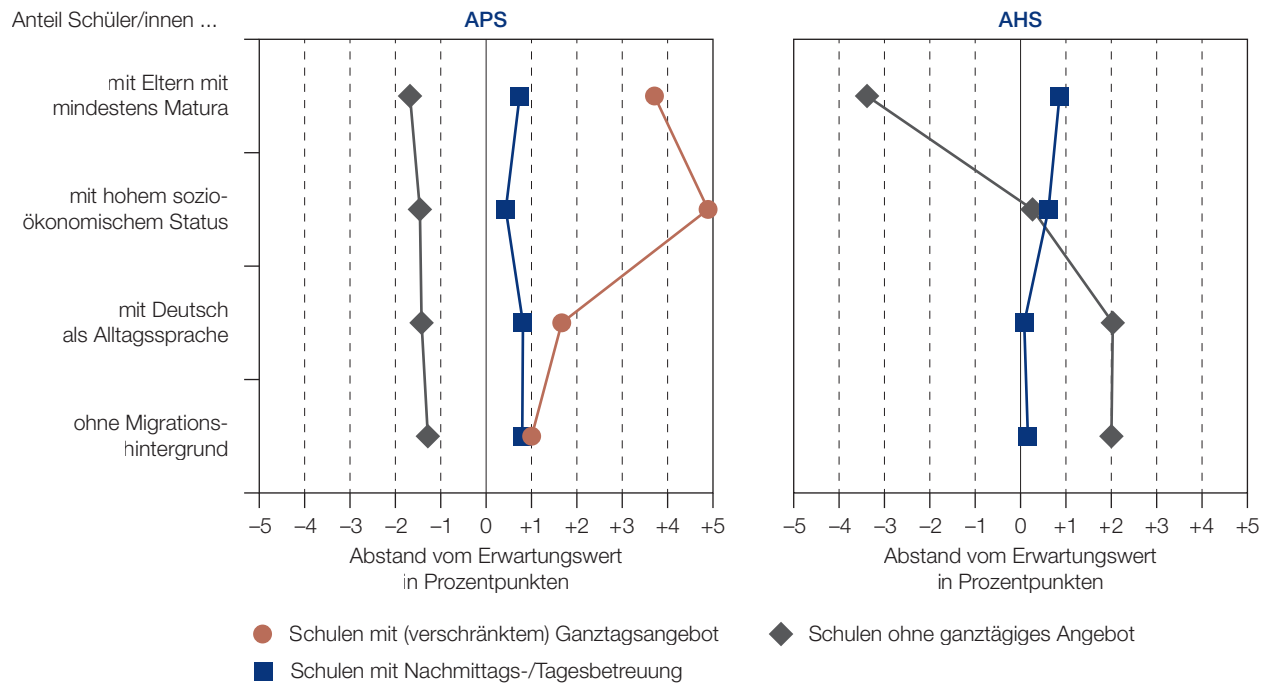 Anteil Schüler/innen ...
APS
AHS
mit Eltern mit
mindestens Matura
mit hohem sozio-
ökonomischem Status
mit Deutsch
als Alltagssprache
ohne Migrations-
hintergrund
–5 –4 –3 –2 –1 0 +1 +2 +3 +4 +5
–5 –4 –3 –2 –1 0 +1 +2 +3 +4 +5
Abstand vom Erwartungswert
in Prozentpunkten
Abstand vom Erwartungswert
in Prozentpunkten
Schulen mit (verschränktem) Ganztagsangebot
Schulen ohne ganztägiges Angebot
Schulen mit Nachmittags-/Tagesbetreuung